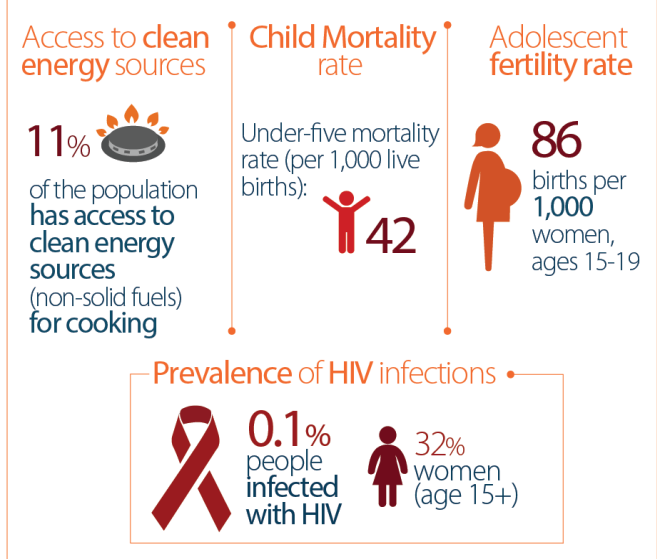 Access to clean
energy sources
11%
of the population
has access to
clean energy
sources
(non-solid fuels)
for cooking
Child Mortality
rate
Under-five mortality
rate (per 1,000 live
births):
42
Adolescent
fertility rate
86
births per
1,000
women,
ages 15-19
Prevalence of HIV infections
0.1%
people
infected
with HIV
32%
women
(age 15+)